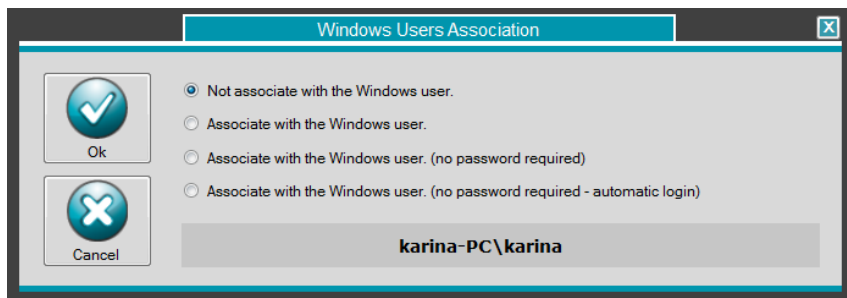 Windows Users Association
X
Not associate with the Windows user.
Associate with the Windows user.
Ok
Associate with the Windows user. (no password required)
Associate with the Windows user. (no password required - automatic login)
Cancel
karina-PC\karina